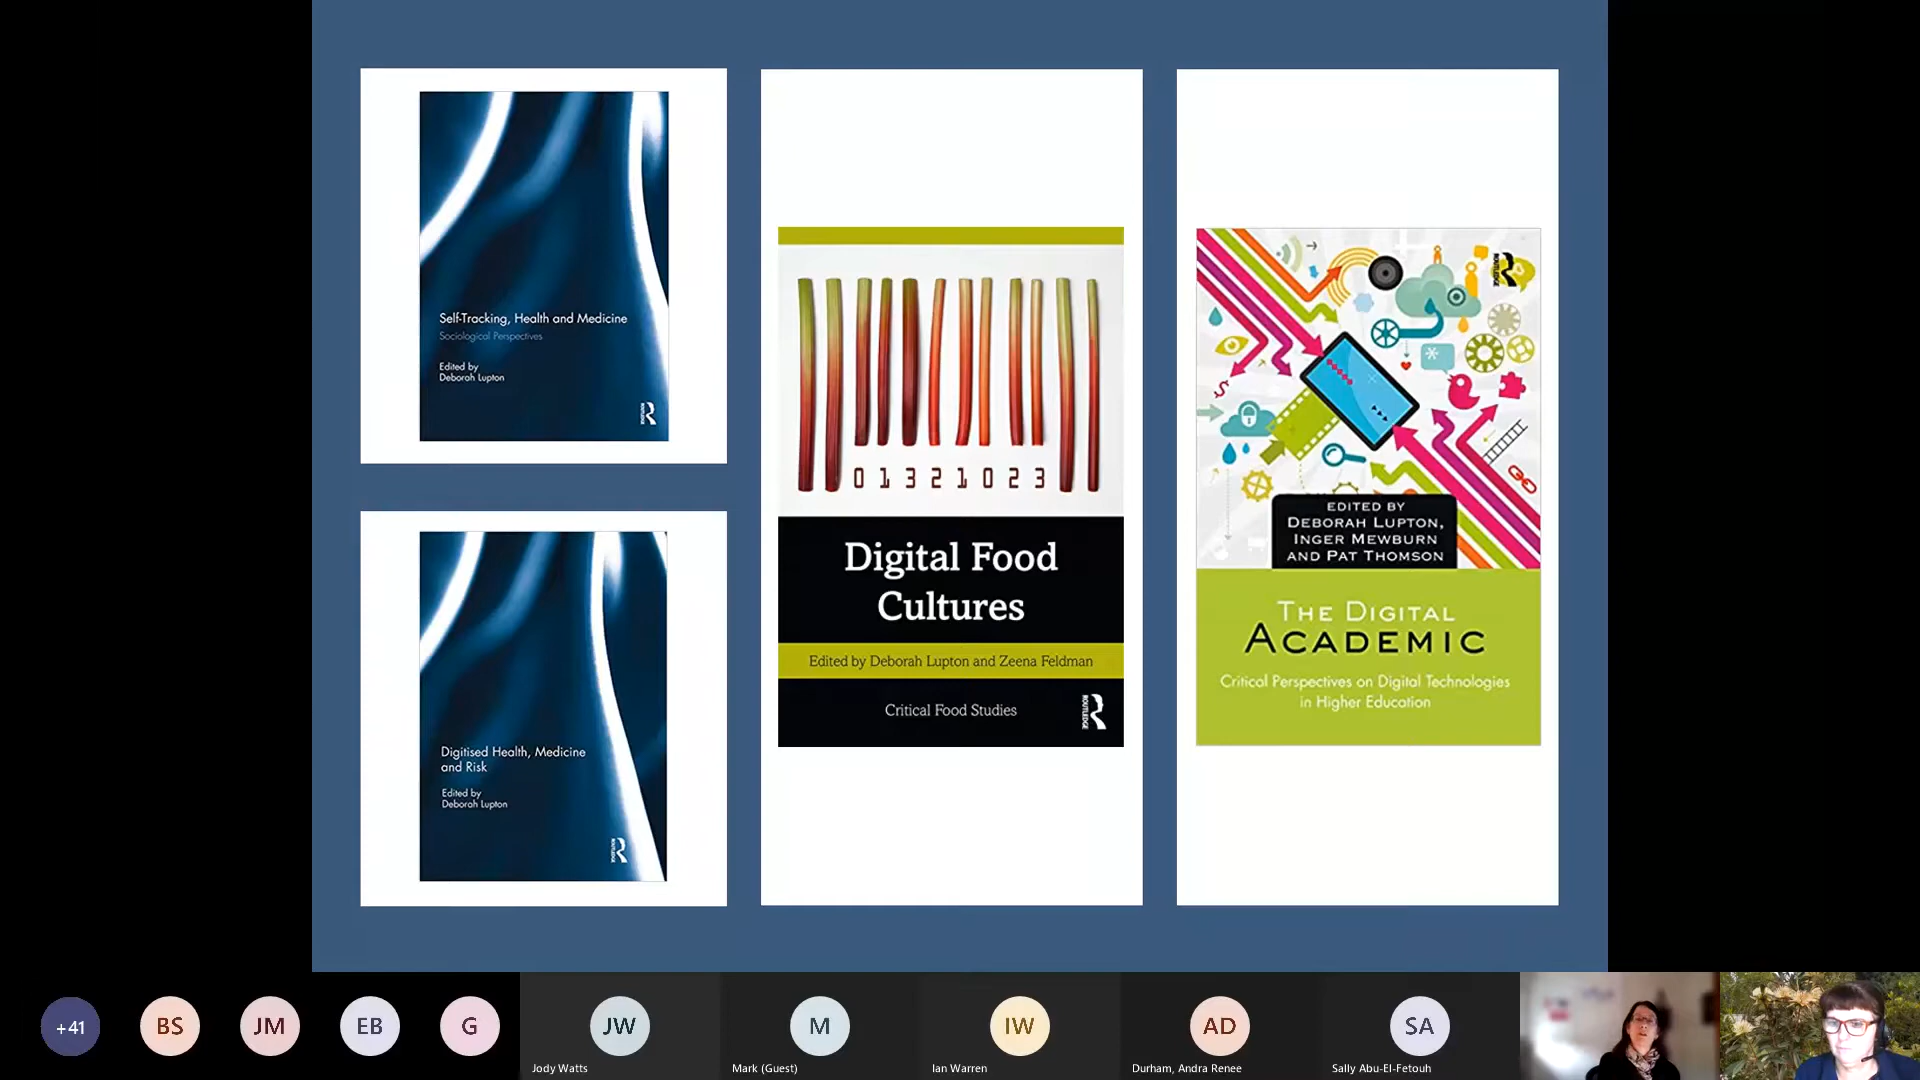 Self-Tracking, Health and Medicine
Sociological Perspectives
Edited by
Deborah Lupton
ROUTLEDGE
Digitised Health, Medicine
and Risk
Edited by
Deborah Lupton
ROUTLEDGE
0 1 3 2 1 0 2 3
Digital Food
Cultures
Edited by Deborah Lupton and Zeena Feldman
Critical Food Studies
ROUTLEDGE
ROUTLEDGE
EDITED BY
DEBORAH LUPTON,
INGER MEWBURN
AND PAT THOMSON
THE DIGITAL
ACADEMIC
Critical Perspectives on Digital Technologies
in Higher Education
+41
BS
JM
EB
G
JW
Jody Watts
M
Mark (Guest)
IW
Ian Warren
AD
Durham, Andra Renee
SA
Sally Abu-El-Fetouh